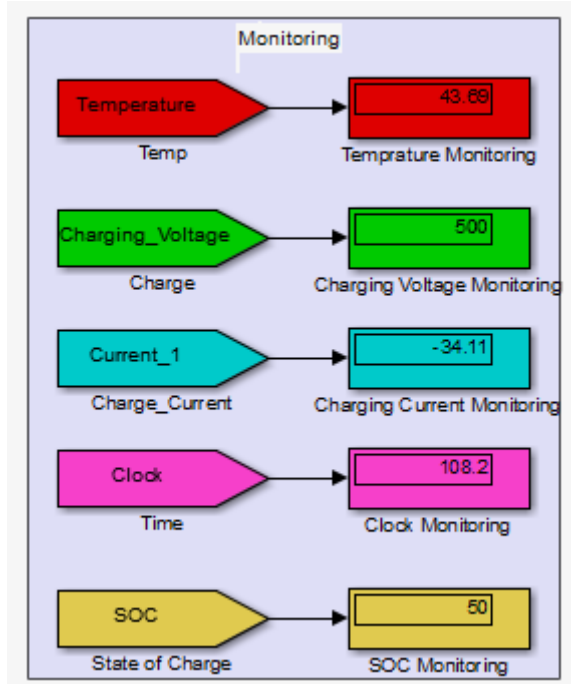 Monitoring
Temperature
43.69
Temp
Temprature Monitoring
Charging_Voltage
500
Charge
Charging Voltage Monitoring
Current_1
-34.11
Charge_Current
Charging Current Monitoring
Clock
108.2
Time
Clock Monitoring
SOC
50
State of Charge
SOC Monitoring